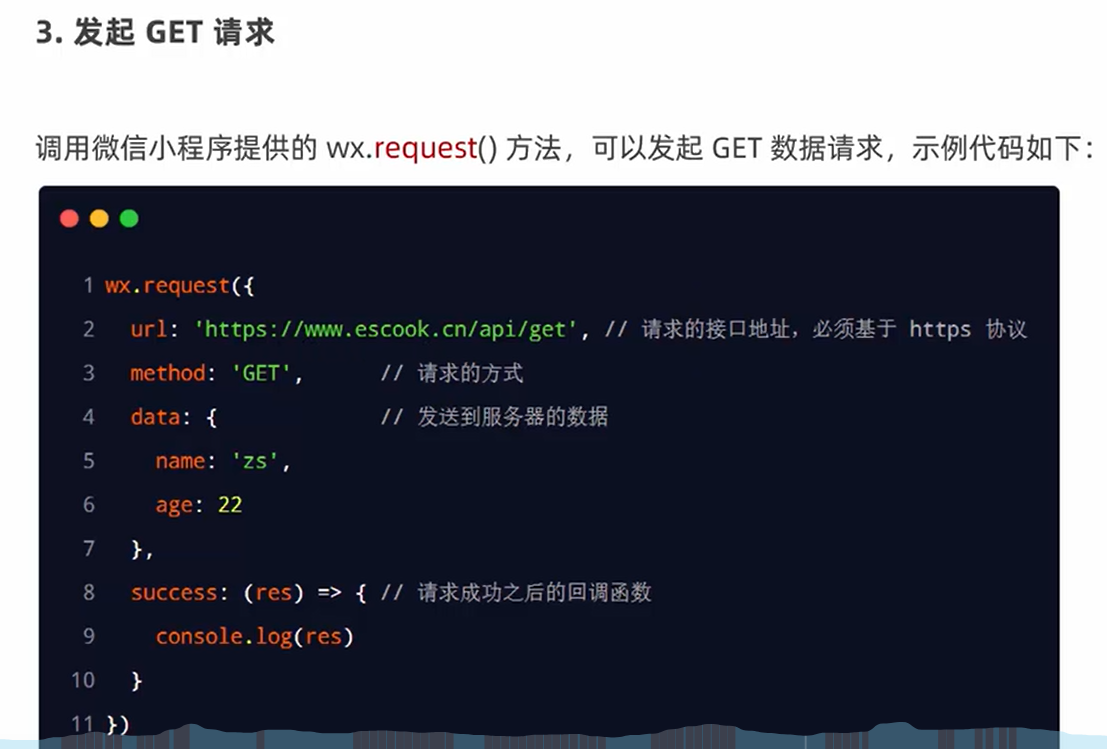 3. 发起 GET 请求
调用微信小程序提供的 wx.request() 方法，可以发起 GET 数据请求，示例代码如下：
1 wx.request({
2 url: 'https://www.escook.cn/api/get', // 请求的接口地址，必须基于 https 协议
3 method: 'GET', // 请求的方式
4 data: { // 发送到服务器的数据
5 name: 'zs',
6 age: 22
7 },
8 success: (res) => { // 请求成功之后的回调函数
9 console.log(res)
10 }
11 })